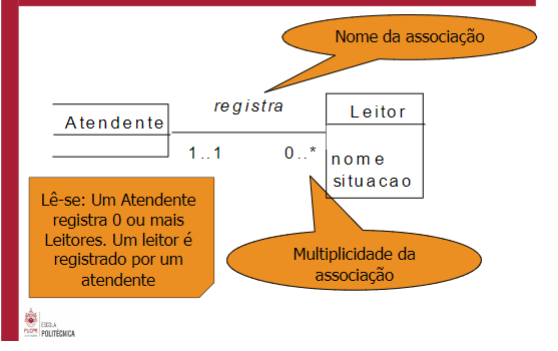 Nome da associação
registra
Atendente
Leitor
1..1
0..*
nome
situacao
Lê-se: Um Atendente
registra 0 ou mais
Leitores. Um leitor é
registrado por um
atendente
Multiplicidade da
associação
PUCPR
ESCOLA
POLITÉCNICA